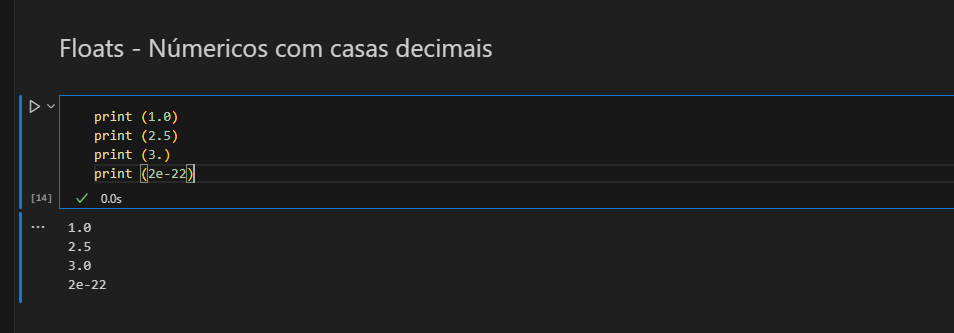 Floats - Númericos com casas decimais
print (1.0)
print (2.5)
print (3.)
print (2e-22)
[14]
0.0s
...
1.0
2.5
3.0
2e-22